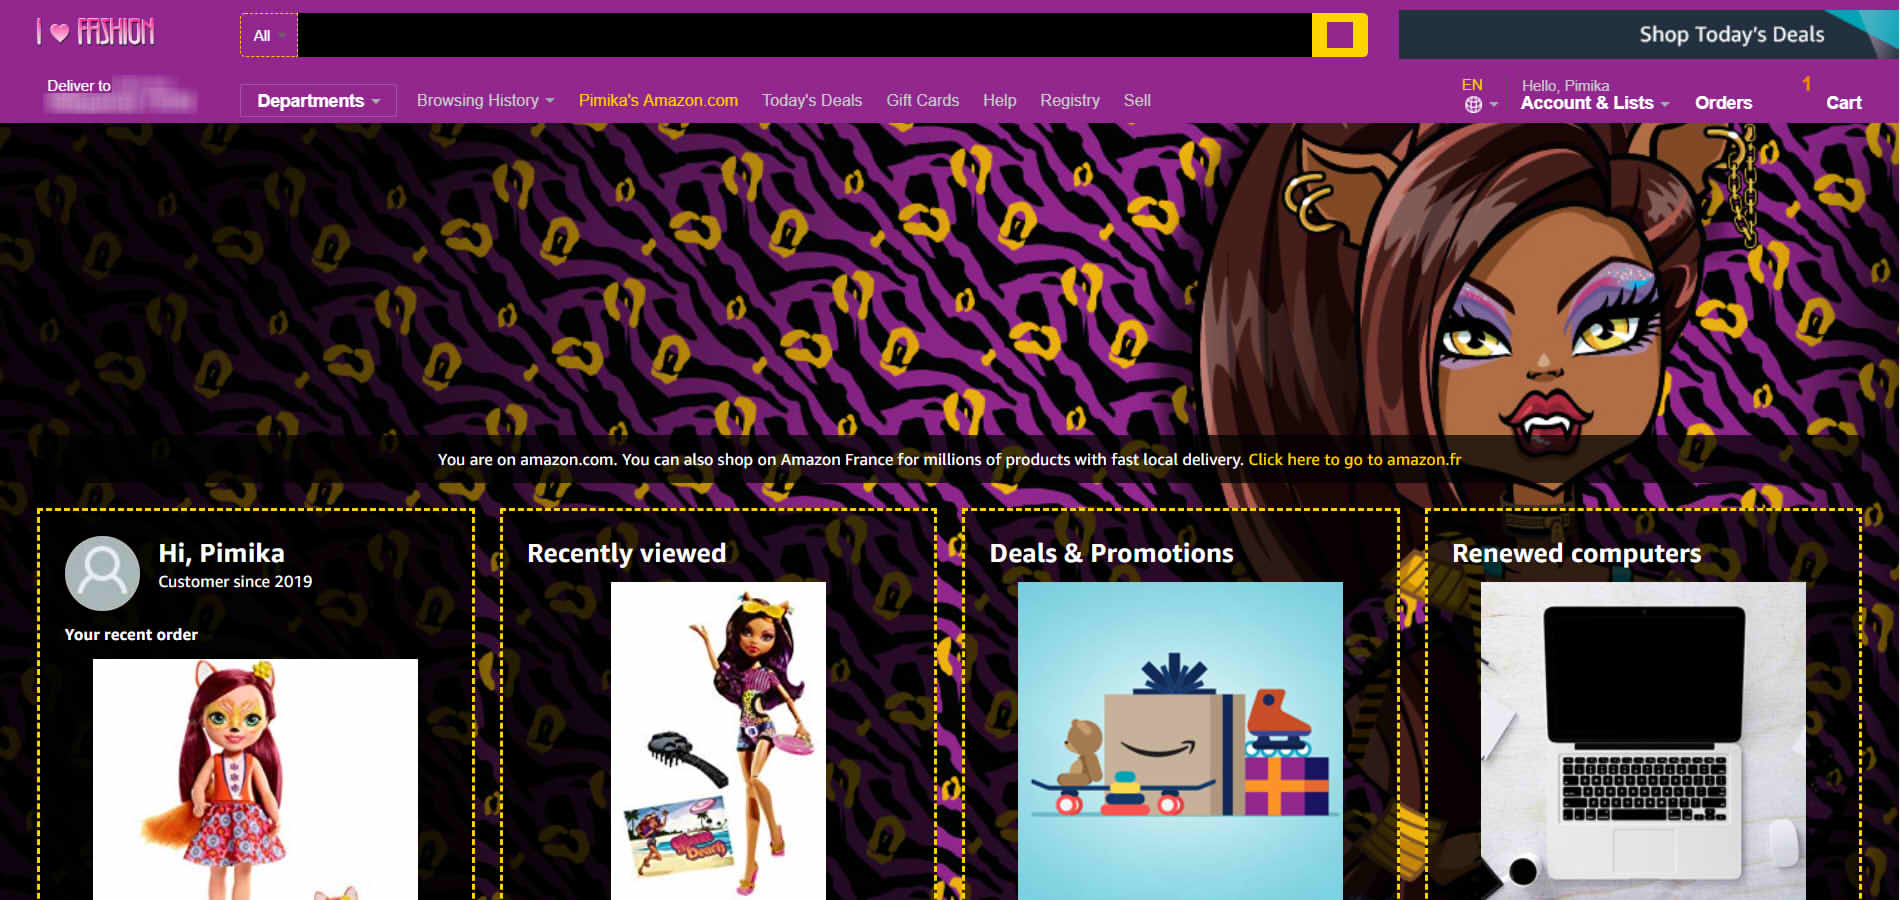 I ♥ FASHION
All
Shop Today's Deals
Deliver to
Departments
Browsing History
Pimika's Amazon.com
Today's Deals
Gift Cards
Help
Registry
Sell
EN
Hello, Pimika
Account & Lists
Orders
1
Cart
You are on amazon.com. You can also shop on Amazon France for millions of products with fast local delivery. Click here to go to amazon.fr
Hi, Pimika
Customer since 2019
Your recent order
Recently viewed
Deals & Promotions
Renewed computers